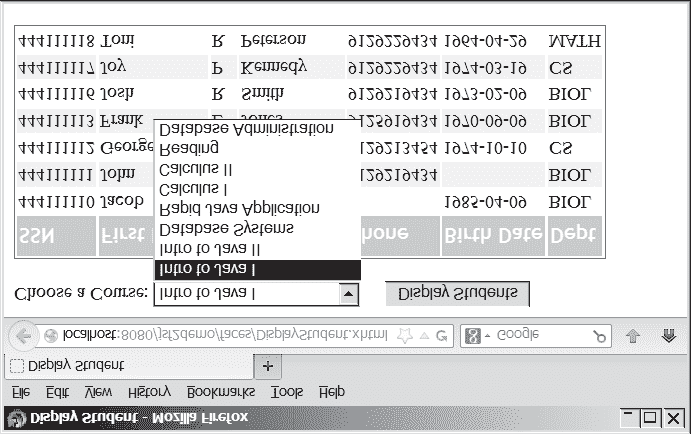 Display Student - Mozilla Firefox
File Edit View History Bookmarks Tools Help
Display Student +
localhost:8080/jsf2demo/faces/DisplayStudent.xhtml Google
Choose a Course: Intro to Java I Display Students
Intro to Java I
Intro to Java II
Database Systems
Rapid Java Application
Calculus I
Calculus II
Reading
Database Administration
SSN First hone Birth Date Dept
444111110 Jacob 1985-04-09 BIOL
444111111 John 129219434 BIOL
444111112 George 129213454 1974-10-10 CS
444111113 Frank E Jones 9125919434 1970-09-09 BIOL
444111116 Josh R Smith 9129219434 1973-02-09 BIOL
444111117 Joy P Kennedy 9129229434 1974-03-19 CS
444111118 Toni R Peterson 9129229434 1964-04-29 MATH